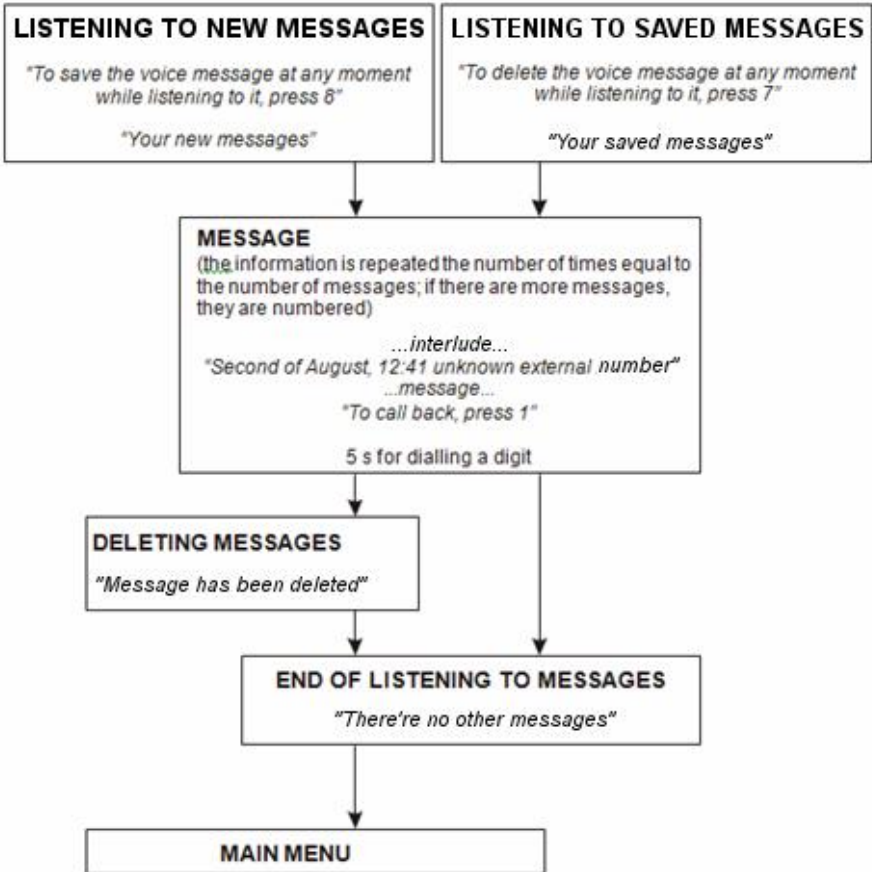 LISTENING TO NEW MESSAGES
"To save the voice message at any moment
while listening to it, press 8"
"Your new messages"
LISTENING TO SAVED MESSAGES
"To delete the voice message at any moment
while listening to it, press 7"
"Your saved messages"
MESSAGE
(the information is repeated the number of times equal to
the number of messages; if there are more messages,
they are numbered)
...interlude...
"Second of August, 12:41 unknown external number"
...message...
"To call back, press 1"
5 s for dialling a digit
DELETING MESSAGES
"Message has been deleted"
END OF LISTENING TO MESSAGES
"There're no other messages"
MAIN MENU